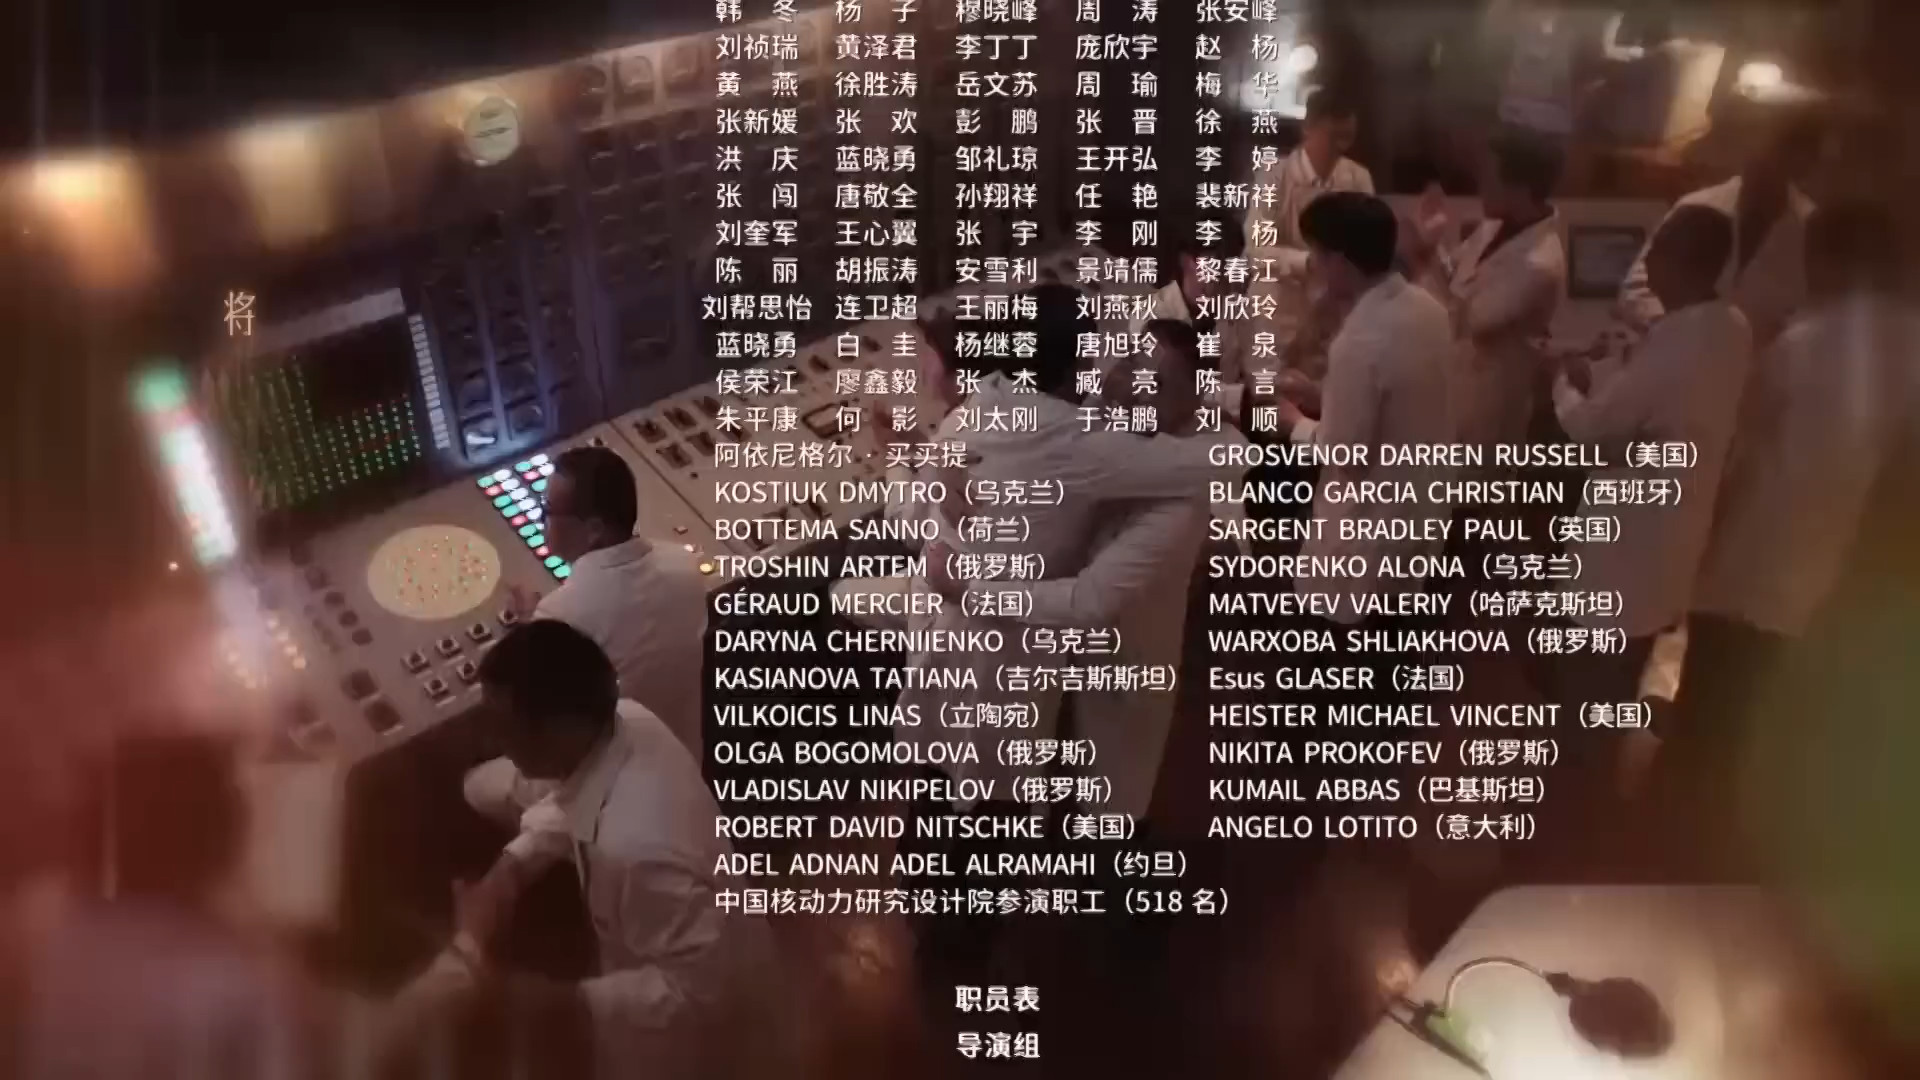 韩 冬 杨 子 穆晓峰 周 涛 张安峰
刘祯瑞 黄泽君 李丁丁 庞欣宇 赵 杨
黄 燕 徐胜涛 岳文苏 周 瑜 梅 华
张新媛 张 欢 彭 鹏 张 晋 徐 燕
洪 庆 蓝晓勇 邹礼琼 王开弘 李 婷
张 闯 唐敬全 孙翔祥 任 艳 裴新祥
刘奎军 王心翼 张 宇 李 刚 李 杨
陈 丽 胡振涛 安雪利 景靖儒 黎春江
将
刘帮思怡 连卫超 王丽梅 刘燕秋 刘欣玲
蓝晓勇 白 圭 杨继蓉 唐旭玲 崔 泉
侯荣江 廖鑫毅 张 杰 臧 亮 陈 言
朱平康 何 影 刘太刚 于浩鹏 刘 顺
阿依尼格尔·买买提 GROSVENOR DARREN RUSSELL（美国）
KOSTIUK DMYTRO（乌克兰） BLANCO GARCIA CHRISTIAN（西班牙）
BOTTEMA SANNO（荷兰） SARGENT BRADLEY PAUL（英国）
TROSHIN ARTEM（俄罗斯） SYDORENKO ALONA（乌克兰）
GÉRAUD MERCIER（法国） MATVEYEV VALERIY（哈萨克斯坦）
DARYNA CHERNIIENKO（乌克兰） WARXOBA SHLIAKHOVA（俄罗斯）
KASIANOVA TATIANA（吉尔吉斯斯坦） Esus GLASER（法国）
VILKOICIS LINAS（立陶宛） HEISTER MICHAEL VINCENT（美国）
OLGA BOGOMOLOVA（俄罗斯） NIKITA PROKOFEV（俄罗斯）
VLADISLAV NIKIPELOV（俄罗斯） KUMAIL ABBAS（巴基斯坦）
ROBERT DAVID NITSCHKE（美国） ANGELO LOTITO（意大利）
ADEL ADNAN ADEL ALRAMAHI（约旦）
中国核动力研究设计院参演职工（518 名）
职员表
导演组